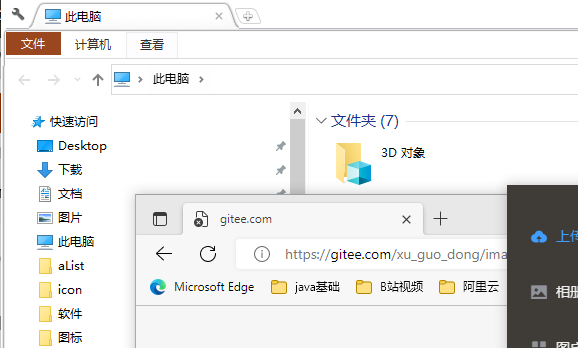 此电脑
文件 计算机 查看
此电脑
快速访问
Desktop
下载
文档
图片
此电脑
aList
icon
软件
图标
文件夹 (7)
3D 对象
gitee.com
https://gitee.com/xu_guo_dong/ima
Microsoft Edge java基础 B站视频 阿里云
上传
相册